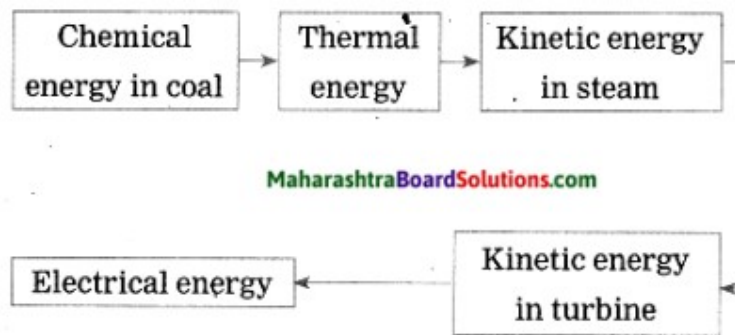 Chemical
energy in coal
Thermal
energy
Kinetic energy
in steam
MaharashtraBoardSolutions.com
Kinetic energy
in turbine
Electrical energy